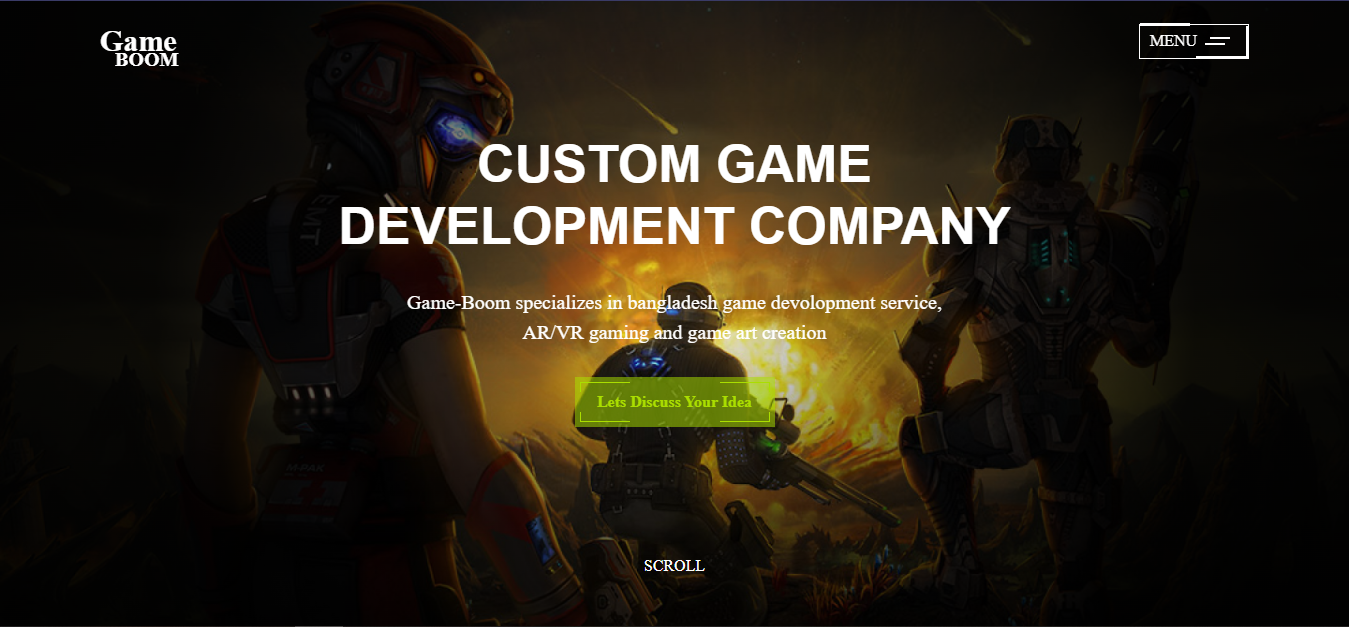 Game
BOOM
MENU
CUSTOM GAME
DEVELOPMENT COMPANY
Game-Boom specializes in bangladesh game devolopment service,
AR/VR gaming and game art creation
Lets Discuss Your Idea
M-PAK
SCROLL